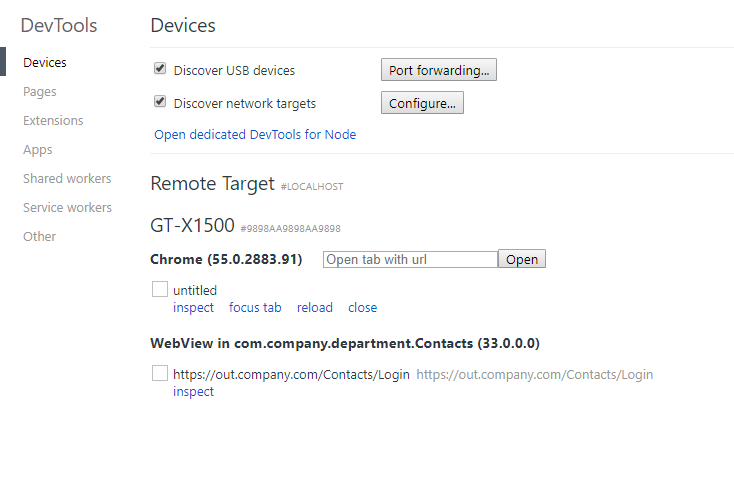 DevTools
Devices
Pages
Extensions
Apps
Shared workers
Service workers
Other
Devices
Discover USB devices
Port forwarding...
Discover network targets
Configure...
Open dedicated DevTools for Node
Remote Target #LOCALHOST
GT-X1500 #9898AA9898AA9898
Chrome (55.0.2883.91) Open tab with url Open
untitled
inspect focus tab reload close
WebView in com.company.department.Contacts (33.0.0.0)
https://out.company.com/Contacts/Login https://out.company.com/Contacts/Login
inspect